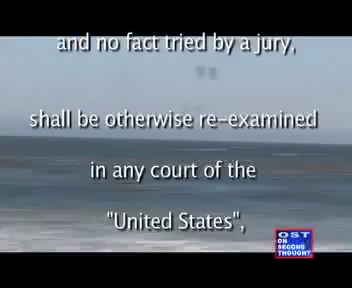 and no fact tried by a jury,
shall be otherwise re-examined
in any court of the
"United States",
OST
ON
SECOND
THOUGHT